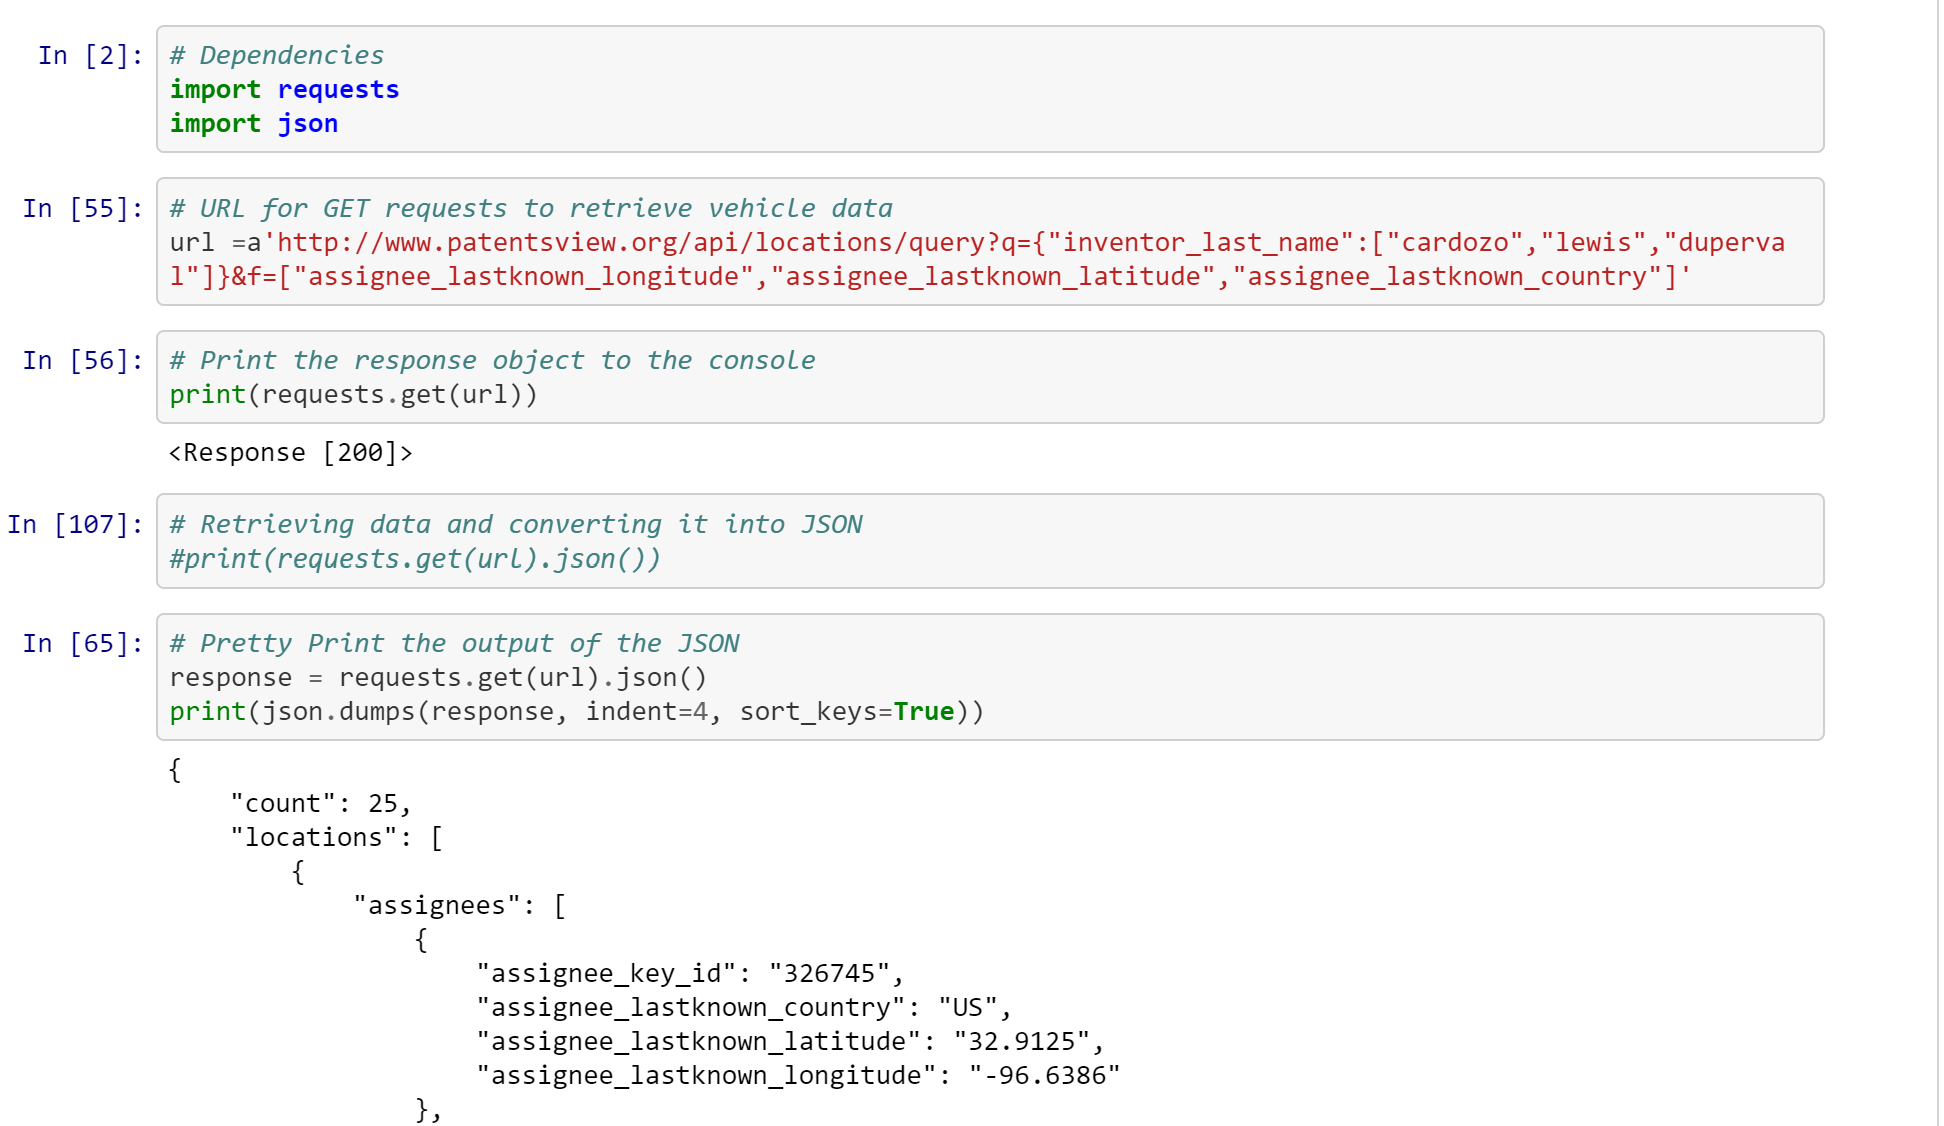 In [2]: # Dependencies
import requests
import json
In [55]: # URL for GET requests to retrieve vehicle data
url =a'http://www.patentsview.org/api/locations/query?q={"inventor_last_name":["cardozo","lewis","duperva
l"]}&f=["assignee_lastknown_longitude","assignee_lastknown_latitude","assignee_lastknown_country"]'
In [56]: # Print the response object to the console
print(requests.get(url))
<Response [200]>
In [107]: # Retrieving data and converting it into JSON
#print(requests.get(url).json())
In [65]: # Pretty Print the output of the JSON
response = requests.get(url).json()
print(json.dumps(response, indent=4, sort_keys=True))
{
    "count": 25,
    "locations": [
        {
            "assignees": [
                {
                    "assignee_key_id": "326745",
                    "assignee_lastknown_country": "US",
                    "assignee_lastknown_latitude": "32.9125",
                    "assignee_lastknown_longitude": "-96.6386"
                },